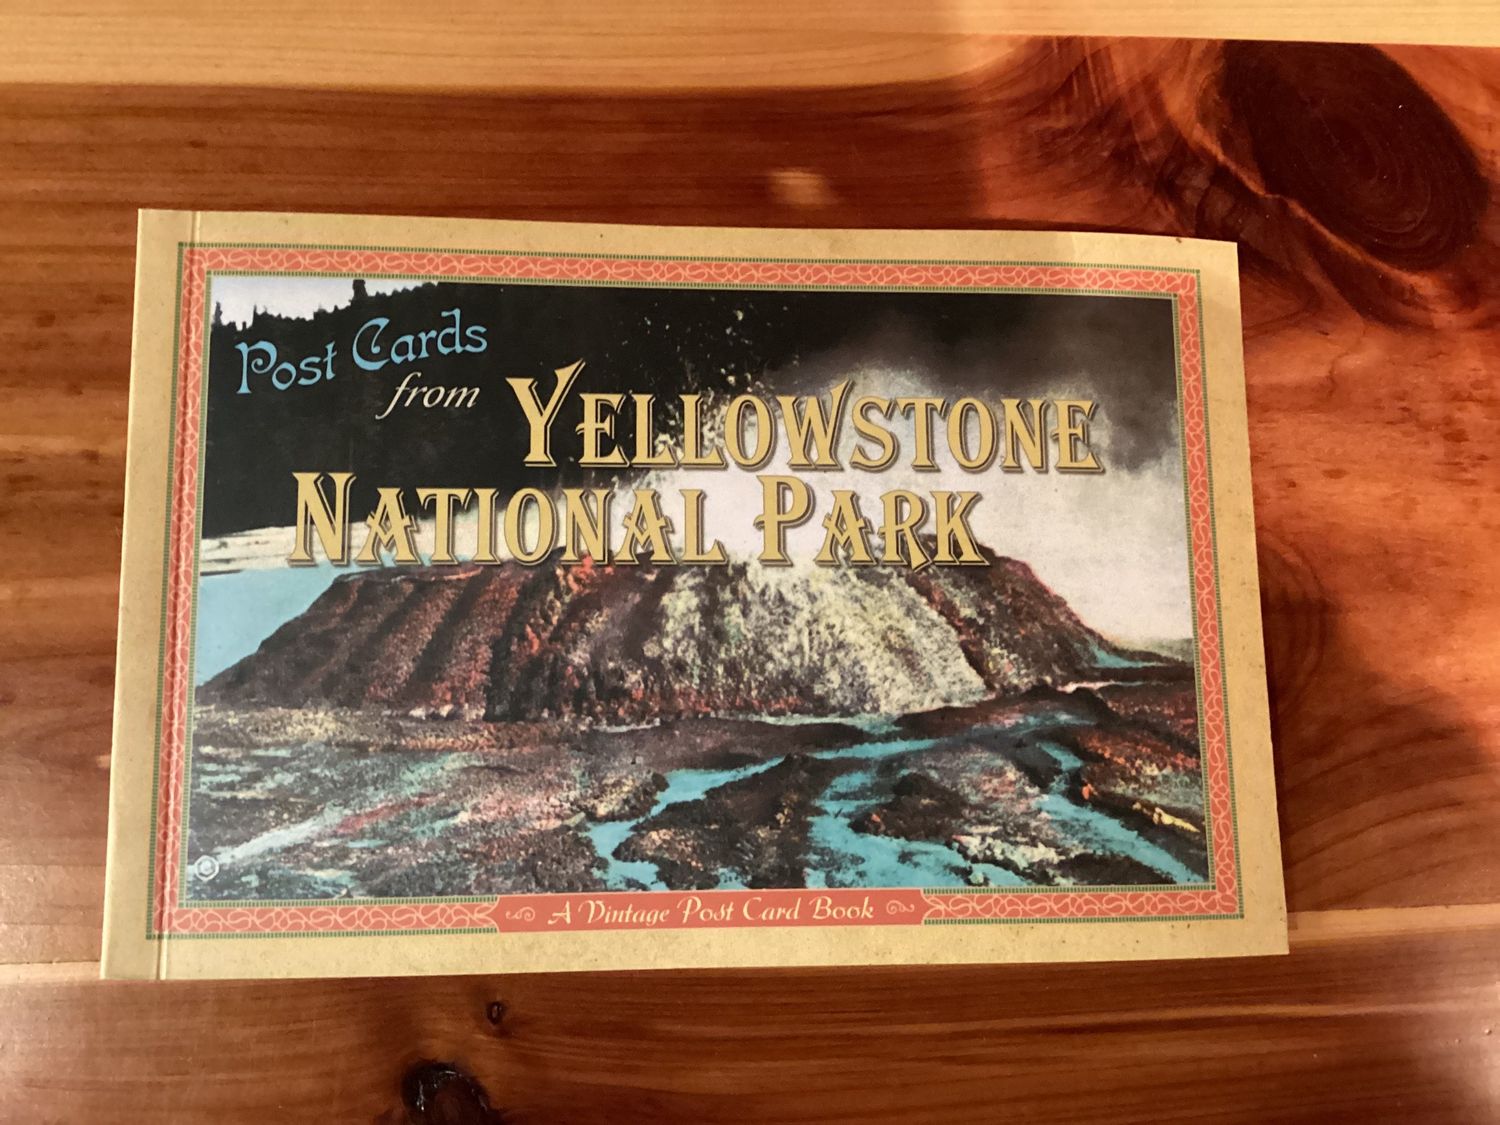 Post Cards
from YELLOWSTONE
NATIONAL PARK
A Vintage Post Card Book